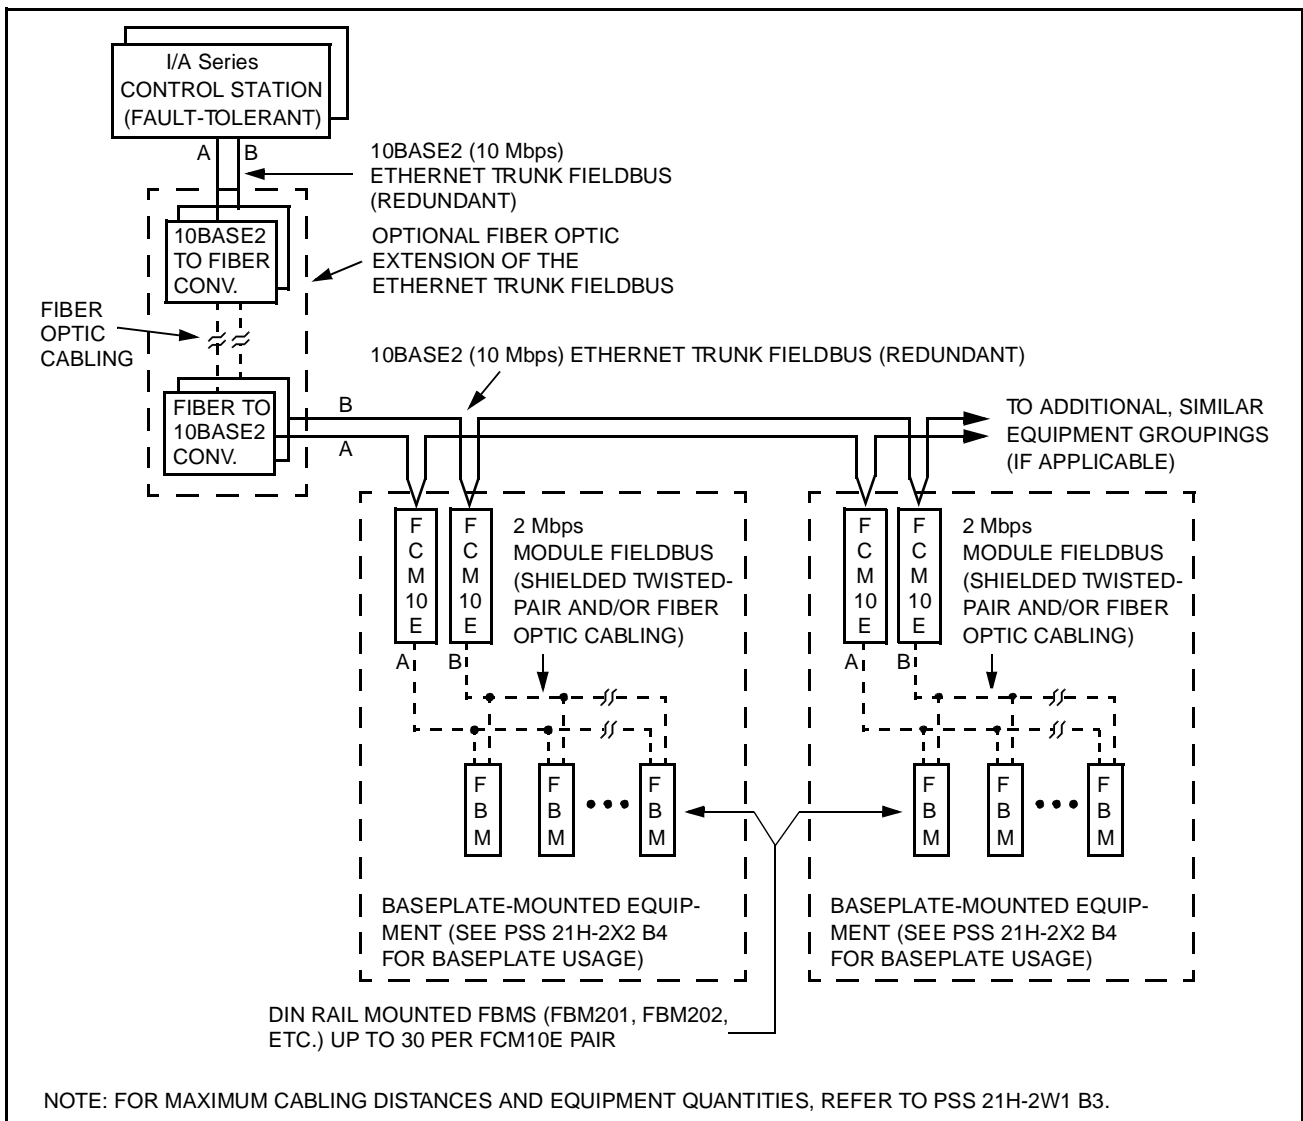 I/A Series
CONTROL STATION
(FAULT-TOLERANT)
A B
10BASE2 (10 Mbps)
ETHERNET TRUNK FIELDBUS
(REDUNDANT)
10BASE2
TO FIBER
CONV.
OPTIONAL FIBER OPTIC
EXTENSION OF THE
ETHERNET TRUNK FIELDBUS
FIBER
OPTIC
CABLING
10BASE2 (10 Mbps) ETHERNET TRUNK FIELDBUS (REDUNDANT)
FIBER TO
10BASE2
CONV.
B
A
TO ADDITIONAL, SIMILAR
EQUIPMENT GROUPINGS
(IF APPLICABLE)
F
C
M
10
E
F
C
M
10
E
2 Mbps
MODULE FIELDBUS
(SHIELDED TWISTED-
PAIR AND/OR FIBER
OPTIC CABLING)
A
B
F
B
M
F
B
M
F
B
M
BASEPLATE-MOUNTED EQUIP-
MENT (SEE PSS 21H-2X2 B4
FOR BASEPLATE USAGE)
F
C
M
10
E
F
C
M
10
E
2 Mbps
MODULE FIELDBUS
(SHIELDED TWISTED-
PAIR AND/OR FIBER
OPTIC CABLING)
A
B
F
B
M
F
B
M
F
B
M
BASEPLATE-MOUNTED EQUIP-
MENT (SEE PSS 21H-2X2 B4
FOR BASEPLATE USAGE)
DIN RAIL MOUNTED FBMS (FBM201, FBM202,
ETC.) UP TO 30 PER FCM10E PAIR
NOTE: FOR MAXIMUM CABLING DISTANCES AND EQUIPMENT QUANTITIES, REFER TO PSS 21H-2W1 B3.